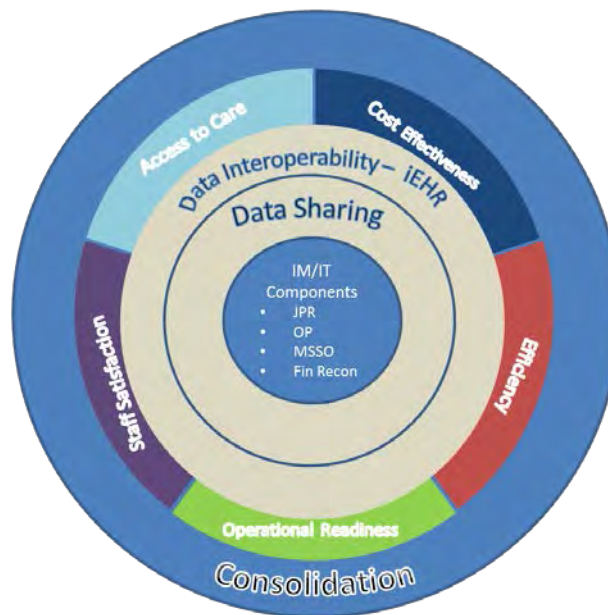 Access to Care
Cost Effectiveness
Data Interoperability – iEHR
Data Sharing
IM/IT
Components
• JPR
• OP
• MSSO
• Fin Recon
Staff Satisfaction
Efficiency
Operational Readiness
Consolidation